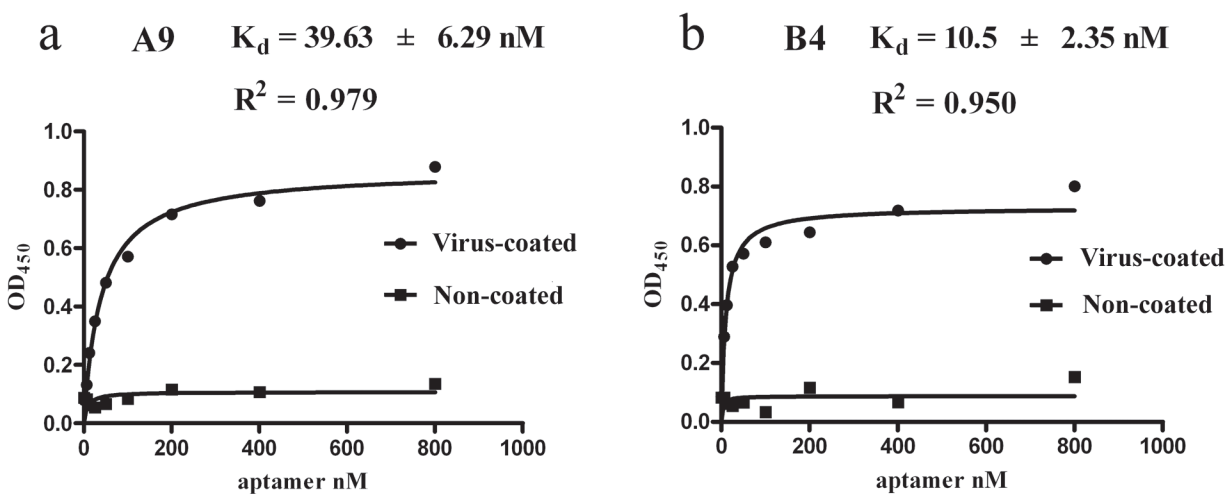 a A9 Kd = 39.63 ± 6.29 nM
R² = 0.979
1.0
0.8
0.6
0.4
0.2
0.0
OD450
0 200 400 600 800 1000
aptamer nM
Virus-coated
Non-coated
b B4 Kd = 10.5 ± 2.35 nM
R² = 0.950
1.0
0.8
0.6
0.4
0.2
0.0
OD450
0 200 400 600 800 1000
aptamer nM
Virus-coated
Non-coated